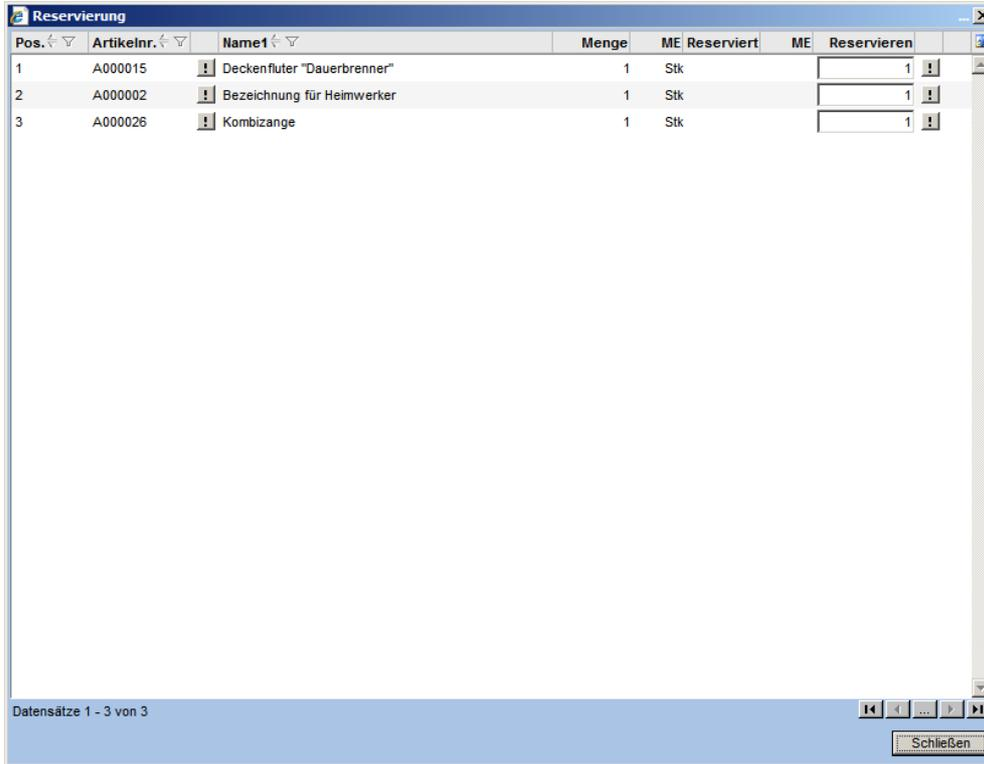 Reservierung
Pos. Artikelnr. Name1 Menge ME Reserviert ME Reservieren
1 A000015 ! Deckenfluter "Dauerbrenner" 1 Stk 1 !
2 A000002 ! Bezeichnung für Heimwerker 1 Stk 1 !
3 A000026 ! Kombizange 1 Stk 1 !
Datensätze 1 - 3 von 3 ...
Schließen